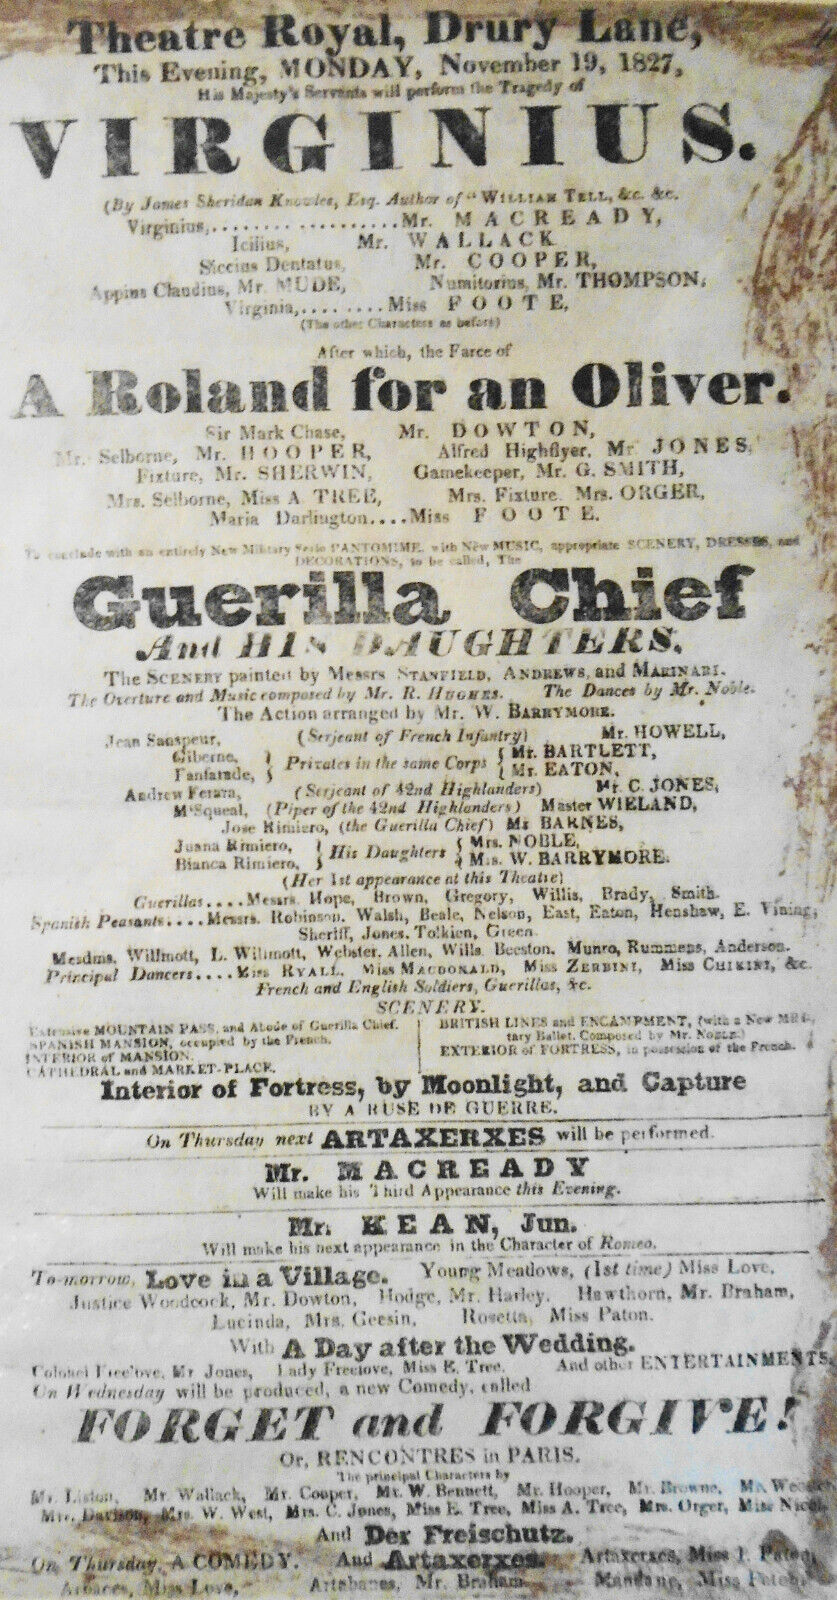 Theatre Royal, Drury Lane,
This Evening, MONDAY, November 19, 1827,
His Majesty's Servants will perform the Tragedy of
VIRGINIUS.
(By James Sheridan Knowles, Esq. Author of "WILLIAM TELL, &c. &c.
Virginius,.................Mr. MACREADY,
Icilius, Mr. WALLACK
Siccius Dentatus, Mr. COOPER,
Appius Claudius, Mr. MUDE, Numitorius, Mr. THOMPSON,
Virginia,........Miss FOOTE,
(The other Characters as before)
After which, the Farce of
A Roland for an Oliver.
Sir Mark Chase, Mr. DOWTON,
Mr. Selborne, Mr. HOOPER, Alfred Highflyer, Mr JONES,
Fixture, Mr. SHERWIN, Gamekeeper, Mr. G. SMITH,
Mrs. Selborne, Miss A TREE, Mrs. Fixture. Mrs. ORGER,
Maria Darlington....Miss FOOTE.
To conclude with an entirely New Military Serio PANTOMIME, with New MUSIC, appropriate SCENERY, DRESSES, and
DECORATIONS, to be called, The
Guerilla Chief
And HIS DAUGHTERS.
The SCENERY painted by Messrs STANFIELD, ANDREWS, and MARINARI.
The Overture and Music composed by Mr. R. HUGHES. The Dances by Mr. Noble.
The Action arranged by Mr. W. BARRYMORE.
Jean Sanspeur, (Serjeant of French Infantry) Mr. HOWELL,
Giberne, } Privates in the same Corps { Mr. BARTLETT,
Fanfarade, } { Mr. EATON,
Andrew Ferara, (Serjeant of 42nd Highlanders) Mr. C. JONES,
M'Squeal, (Piper of the 42nd Highlanders) Master WIELAND,
Jose Rimiero, (the Guerilla Chief) Mr BARNES,
Juana Rimiero, } His Daughters { Mrs. NOBLE,
Bianca Rimiero, } { Mrs. W. BARRYMORE.
(Her 1st appearance at this Theatre)
Guerillas....Messrs. Hope, Brown, Gregory, Willis, Brady, Smith.
Spanish Peasants....Messrs. Robinson, Walsh, Beale, Nelson, East, Eaton, Henshaw, E. Vining,
Sheriff, Jones, Tolkien, Green.
Mesdms. Willmott, L. Willmott, Webster, Allen, Wills, Beeston, Munro, Rummens, Anderson.
Principal Dancers....Miss RYALL, Miss MACDONALD, Miss ZERBINI, Miss CHIKINI, &c.
French and English Soldiers, Guerillas, &c.
SCENERY.
Extensive MOUNTAIN PASS, and Abode of Guerilla Chief.
SPANISH MANSION, occupied by the French.
INTERIOR of MANSION.
CATHEDRAL and MARKET-PLACE.
BRITISH LINES and ENCAMPMENT, (with a New Mili-
tary Ballet, Composed by Mr. NOBLE.)
EXTERIOR of FORTRESS, in possession of the French.
Interior of Fortress, by Moonlight, and Capture
BY A RUSE DE GUERRE.
On Thursday next ARTAXERXES will be performed.
Mr. MACREADY
Will make his Third Appearance this Evening.
Mr. KEAN, Jun.
Will make his next appearance in the Character of Romeo.
To-morrow, Love in a Village. Young Meadows, (1st time) Miss Love,
Justice Woodcock, Mr. Dowton, Hodge, Mr. Harley. Hawthorn, Mr. Braham,
Lucinda, Mrs. Geesin, Rosetta, Miss Paton.
With A Day after the Wedding.
Colonel Freelove, Mr Jones, Lady Freelove, Miss E. Tree. And other ENTERTAINMENTS.
On Wednesday will be produced, a new Comedy, called
FORGET and FORGIVE!
Or, RENCONTRES in PARIS.
The principal Characters by
Mr. Liston, Mr. Wallack, Mr. Cooper, Mr. W. Bennett, Mr. Hooper, Mr. Browne, Mr. Webster
Mrs. Davison, Mrs. W. West, Mrs. C. Jones, Miss E. Tree, Miss A. Tree, Mrs. Orger, Miss Nicol,
And Der Freischutz.
On Thursday, A COMEDY. And Artaxerxes. Artaxerxes, Miss I. Paton,
Arbaces, Miss Love, Artabanes, Mr. Braham Mandane, Miss Paton,